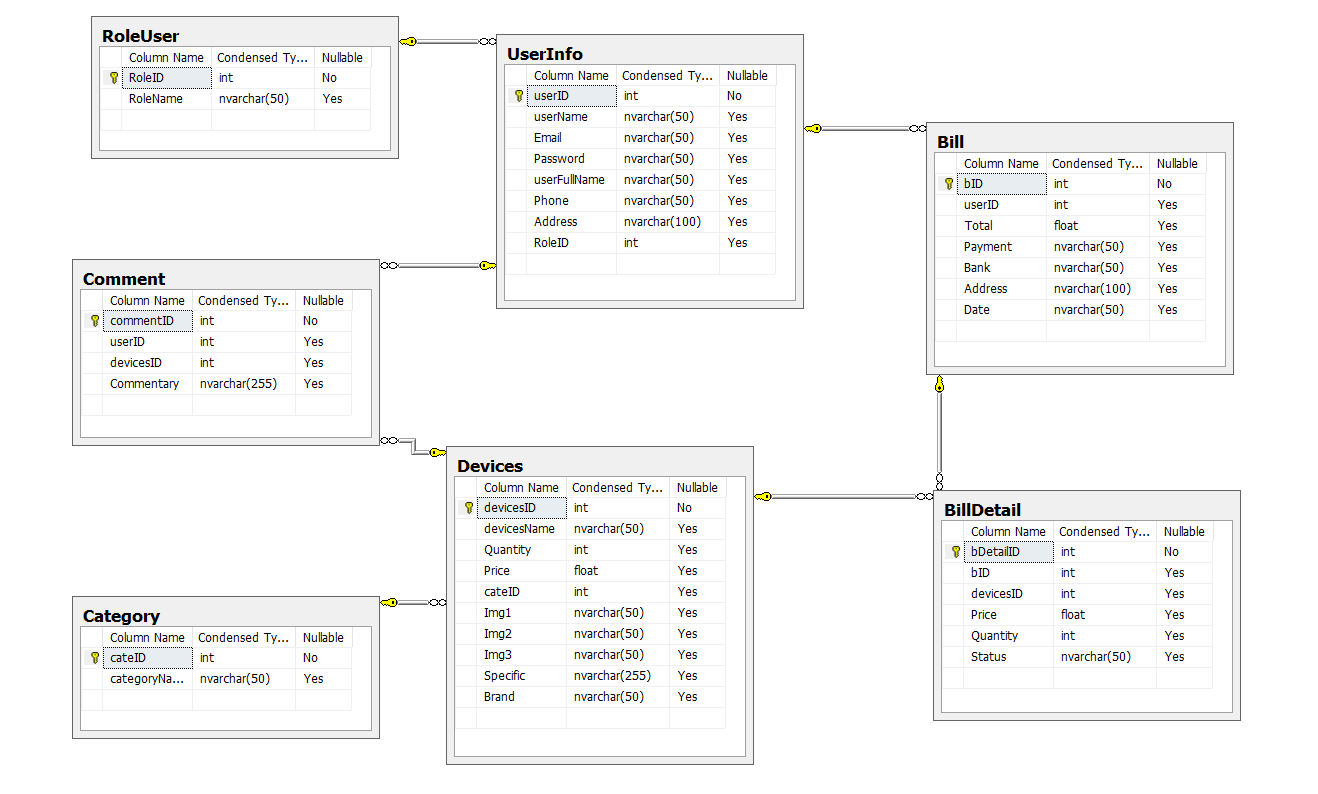 RoleUser
Column Name Condensed Ty... Nullable
RoleID int No
RoleName nvarchar(50) Yes
UserInfo
Column Name Condensed Ty... Nullable
userID int No
userName nvarchar(50) Yes
Email nvarchar(50) Yes
Password nvarchar(50) Yes
userFullName nvarchar(50) Yes
Phone nvarchar(50) Yes
Address nvarchar(100) Yes
RoleID int Yes
Bill
Column Name Condensed Ty... Nullable
bID int No
userID int Yes
Total float Yes
Payment nvarchar(50) Yes
Bank nvarchar(50) Yes
Address nvarchar(100) Yes
Date nvarchar(50) Yes
Comment
Column Name Condensed Ty... Nullable
commentID int No
userID int Yes
devicesID int Yes
Commentary nvarchar(255) Yes
Devices
Column Name Condensed Ty... Nullable
devicesID int No
devicesName nvarchar(50) Yes
Quantity int Yes
Price float Yes
cateID int Yes
Img1 nvarchar(50) Yes
Img2 nvarchar(50) Yes
Img3 nvarchar(50) Yes
Specific nvarchar(255) Yes
Brand nvarchar(50) Yes
BillDetail
Column Name Condensed Ty... Nullable
bDetailID int No
bID int Yes
devicesID int Yes
Price float Yes
Quantity int Yes
Status nvarchar(50) Yes
Category
Column Name Condensed Ty... Nullable
cateID int No
categoryNa... nvarchar(50) Yes